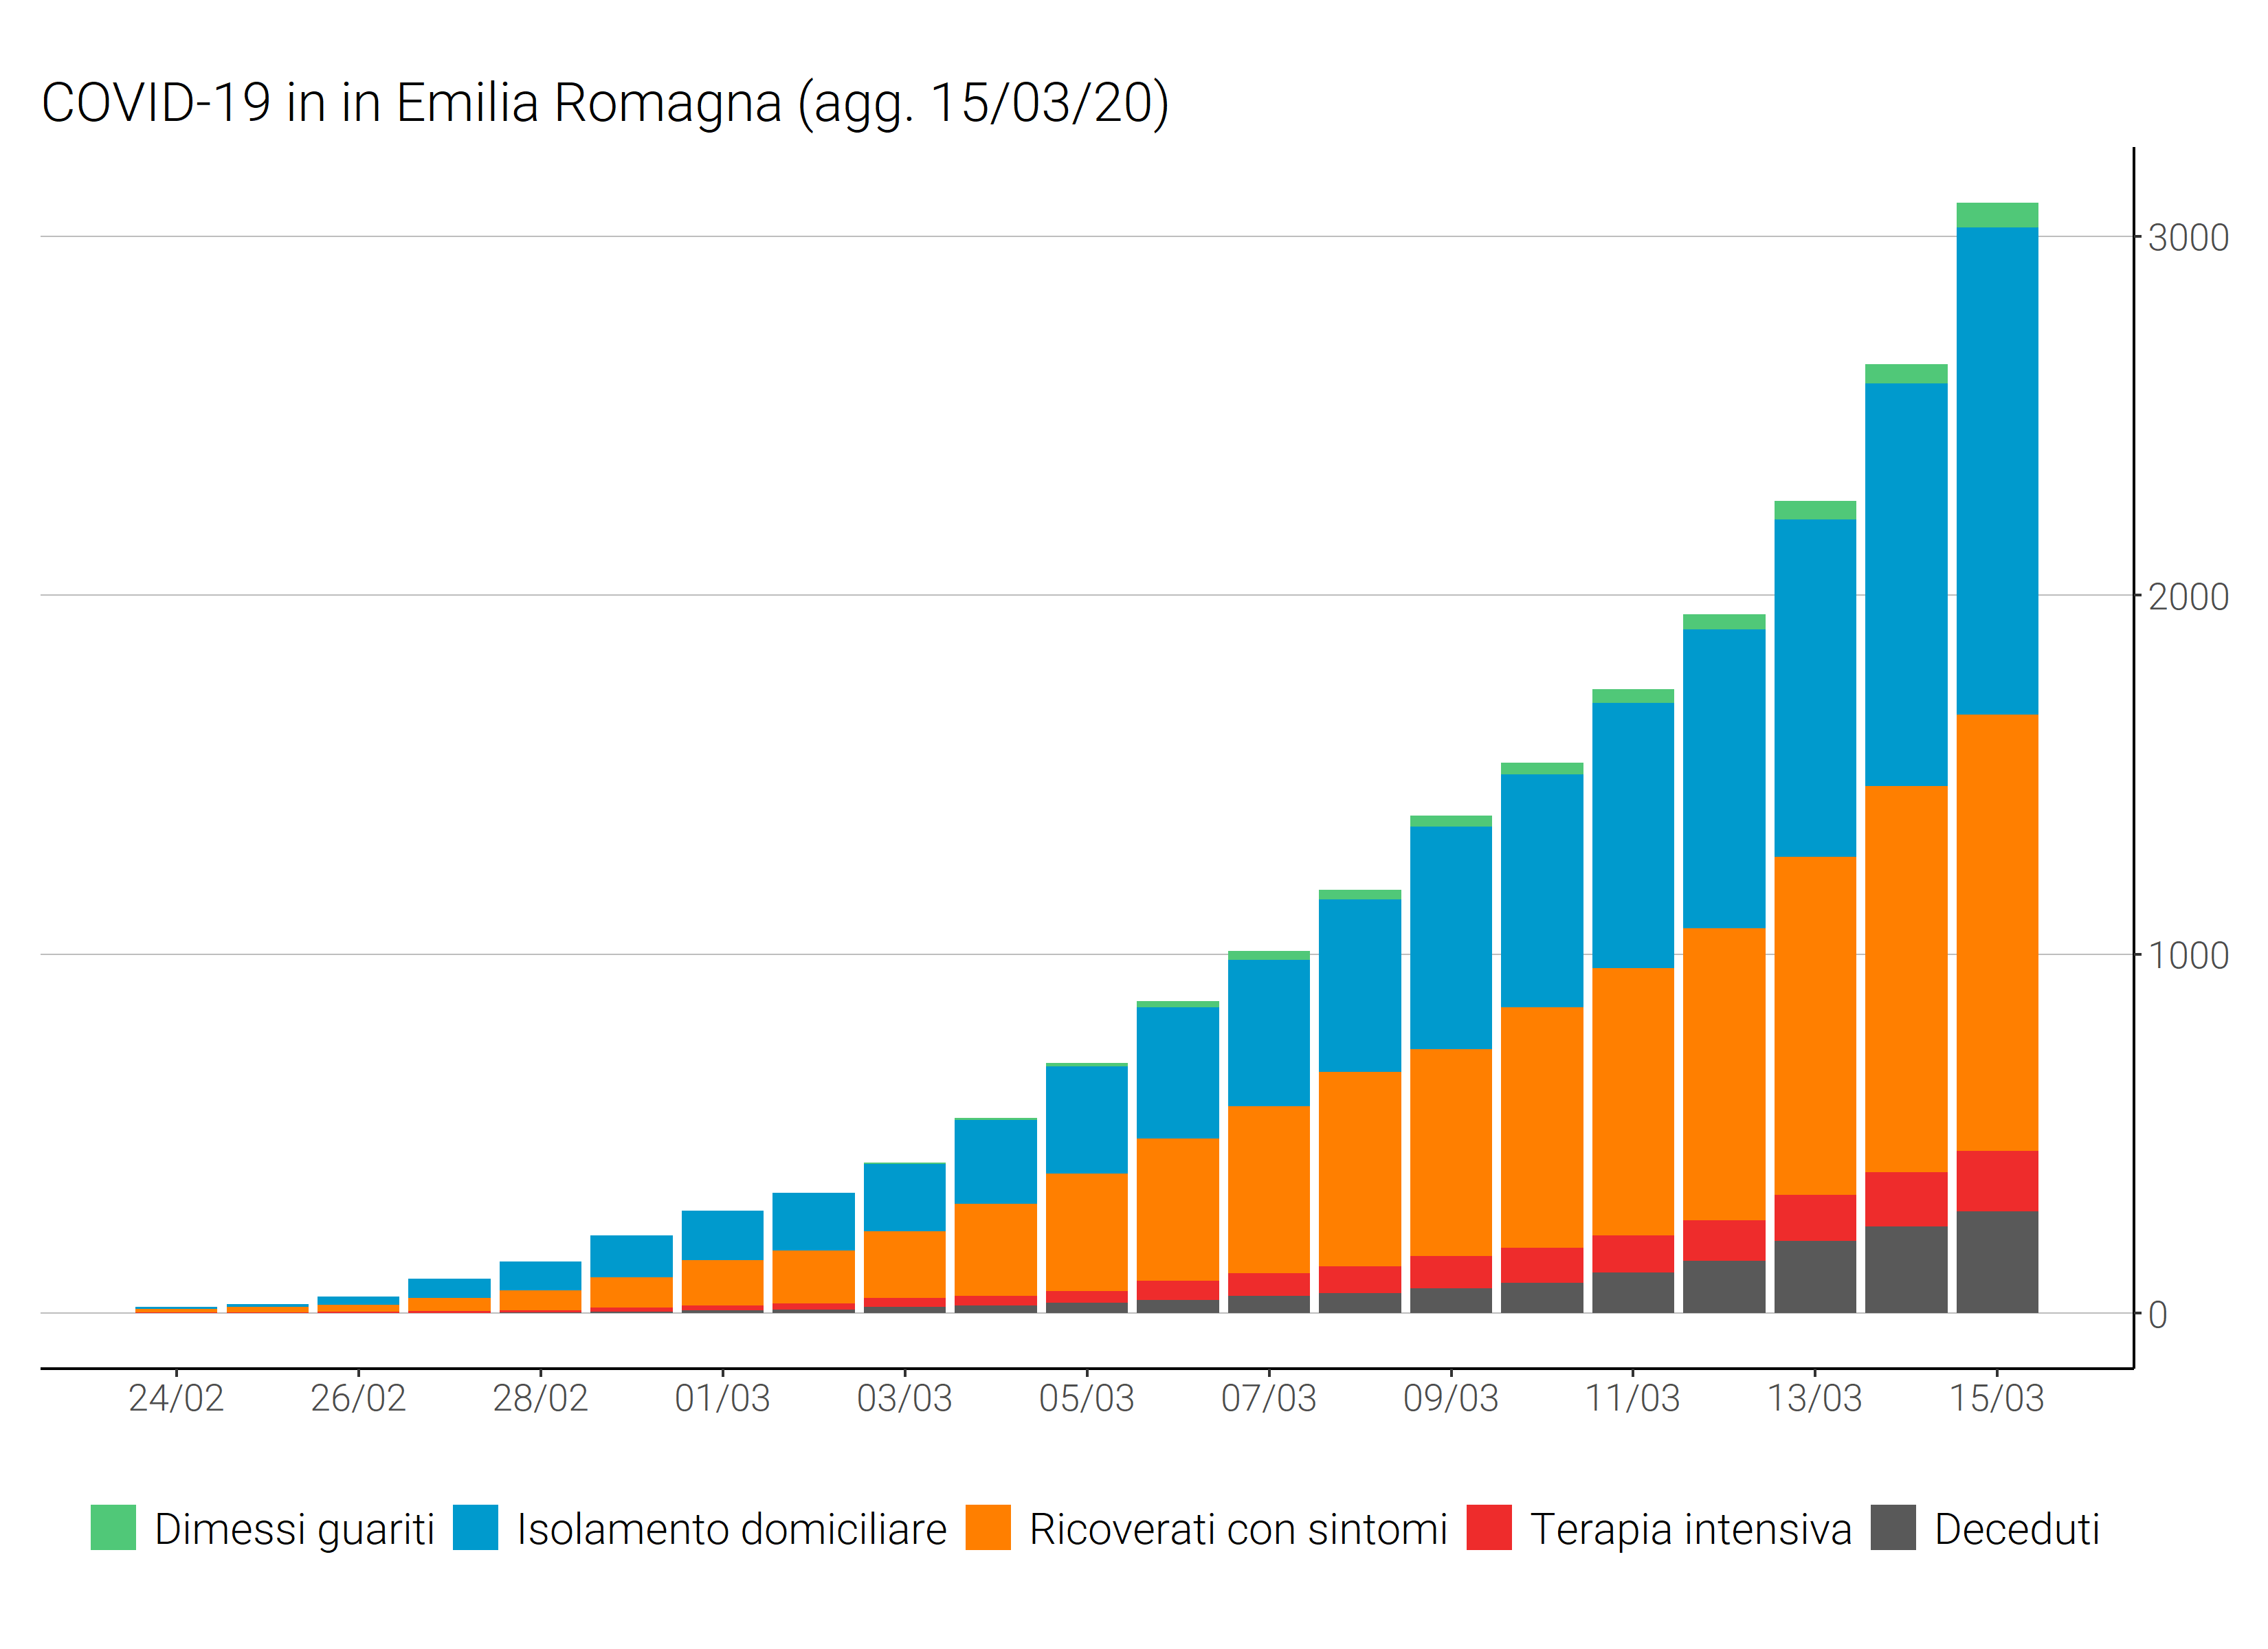 COVID-19 in in Emilia Romagna (agg. 15/03/20)
3000
2000
1000
0
24/02 26/02 28/02 01/03 03/03 05/03 07/03 09/03 11/03 13/03 15/03
Dimessi guariti Isolamento domiciliare Ricoverati con sintomi Terapia intensiva Deceduti